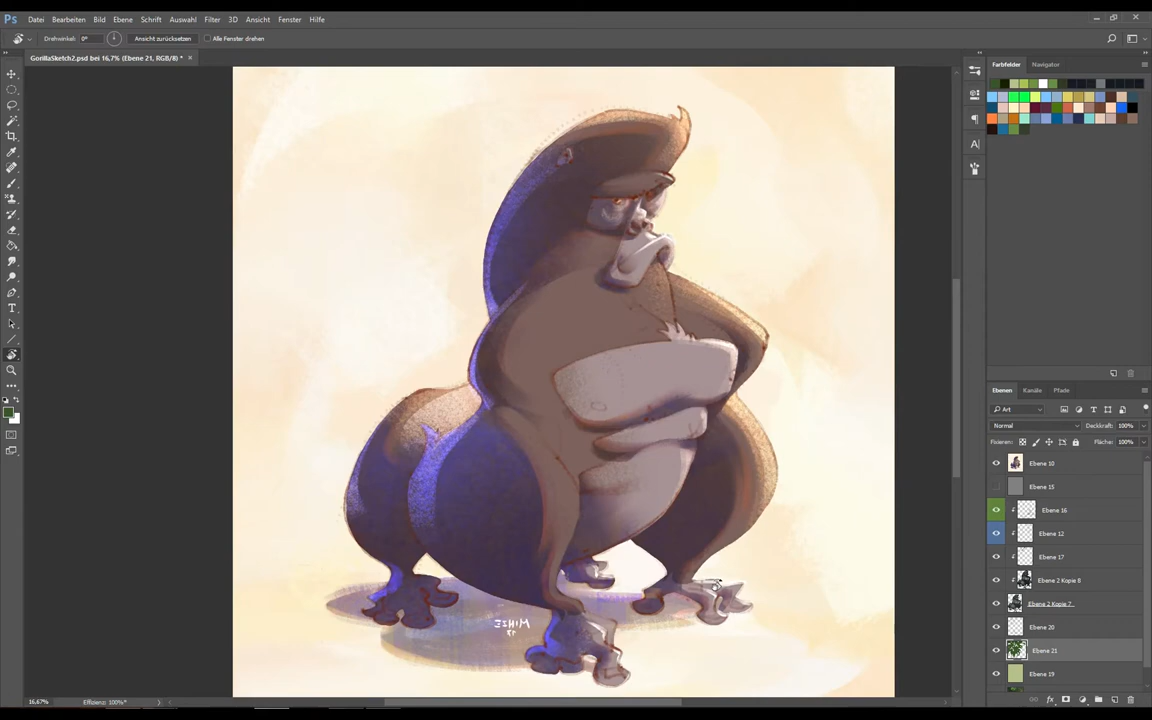 Ps Datei Bearbeiten Bild Ebene Schrift Auswahl Filter 3D Ansicht Fenster Hilfe
Drehwinkel: 0° Ansicht zurücksetzen Alle Fenster drehen
GorillaSketch2.psd bei 16,7% (Ebene 21, RGB/8) *
Farbfelder Navigator
Ebenen Kanäle Pfade
Art
Normal Deckkraft: 100%
Fixieren: Fläche: 100%
Ebene 10
Ebene 15
Ebene 16
Ebene 12
Ebene 17
Ebene 2 Kopie 8
Ebene 2 Kopie 7
Ebene 20
Ebene 21
Ebene 19
16,67% Effizienz: 100%*